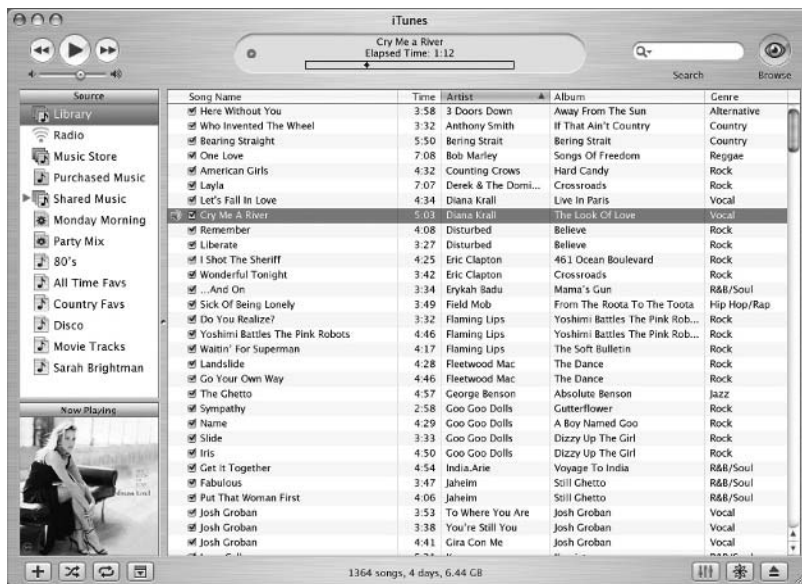 iTunes
Cry Me a River
Elapsed Time: 1:12
Search
Browse
Source
Library
Radio
Music Store
Purchased Music
Shared Music
Monday Morning
Party Mix
80's
All Time Favs
Country Favs
Disco
Movie Tracks
Sarah Brightman
Now Playing
Song Name Time Artist Album Genre
Here Without You 3:58 3 Doors Down Away From The Sun Alternative
Who Invented The Wheel 3:32 Anthony Smith If That Ain't Country Country
Bearing Straight 5:50 Bering Strait Bering Strait Country
One Love 7:08 Bob Marley Songs Of Freedom Reggae
American Girls 4:32 Counting Crows Hard Candy Rock
Layla 7:07 Derek & The Domi... Crossroads Rock
Let's Fall In Love 4:34 Diana Krall Live In Paris Vocal
Cry Me A River 5:03 Diana Krall The Look Of Love Vocal
Remember 4:08 Disturbed Believe Rock
Liberate 3:27 Disturbed Believe Rock
I Shot The Sheriff 4:25 Eric Clapton 461 Ocean Boulevard Rock
Wonderful Tonight 3:42 Eric Clapton Crossroads Rock
...And On 3:34 Erykah Badu Mama's Gun R&B/Soul
Sick Of Being Lonely 3:49 Field Mob From The Roota To The Toota Hip Hop/Rap
Do You Realize? 3:32 Flaming Lips Yoshimi Battles The Pink Rob... Rock
Yoshimi Battles The Pink Robots 4:46 Flaming Lips Yoshimi Battles The Pink Rob... Rock
Waitin' For Superman 4:17 Flaming Lips The Soft Bulletin Rock
Landslide 4:28 Fleetwood Mac The Dance Rock
Go Your Own Way 4:46 Fleetwood Mac The Dance Rock
The Ghetto 4:57 George Benson Absolute Benson Jazz
Sympathy 2:58 Goo Goo Dolls Gutterflower Rock
Name 4:29 Goo Goo Dolls A Boy Named Goo Rock
Slide 3:33 Goo Goo Dolls Dizzy Up The Girl Rock
Iris 4:50 Goo Goo Dolls Dizzy Up The Girl Rock
Get It Together 4:54 India.Arie Voyage To India R&B/Soul
Fabulous 3:47 Jaheim Still Ghetto R&B/Soul
Put That Woman First 4:06 Jaheim Still Ghetto R&B/Soul
Josh Groban 3:53 To Where You Are Josh Groban Vocal
Josh Groban 3:38 You're Still You Josh Groban Vocal
Josh Groban 4:41 Gira Con Me Josh Groban Vocal
1364 songs, 4 days, 6.44 GB